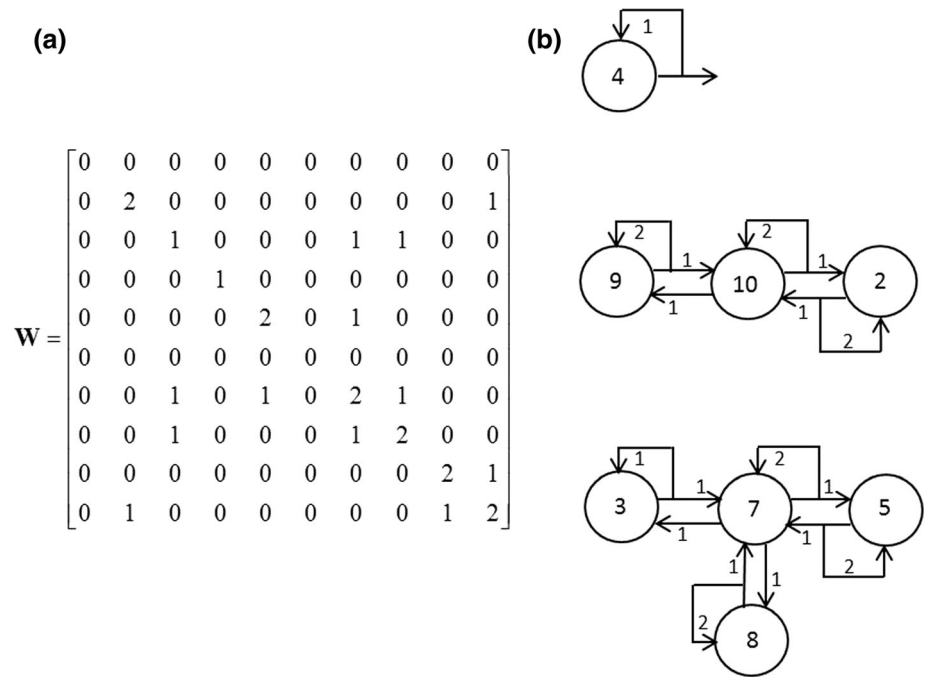 (a)
W =
0 0 0 0 0 0 0 0 0 0
0 2 0 0 0 0 0 0 0 1
0 0 1 0 0 0 1 1 0 0
0 0 0 1 0 0 0 0 0 0
0 0 0 0 2 0 1 0 0 0
0 0 0 0 0 0 0 0 0 0
0 0 1 0 1 0 2 1 0 0
0 0 1 0 0 0 1 2 0 0
0 0 0 0 0 0 0 0 2 1
0 1 0 0 0 0 0 0 1 2
(b)
1
4
2 2
1 1
9 10 2
1 1
2
1 2
1 1
3 7 5
1 1
1 1 2
2
8